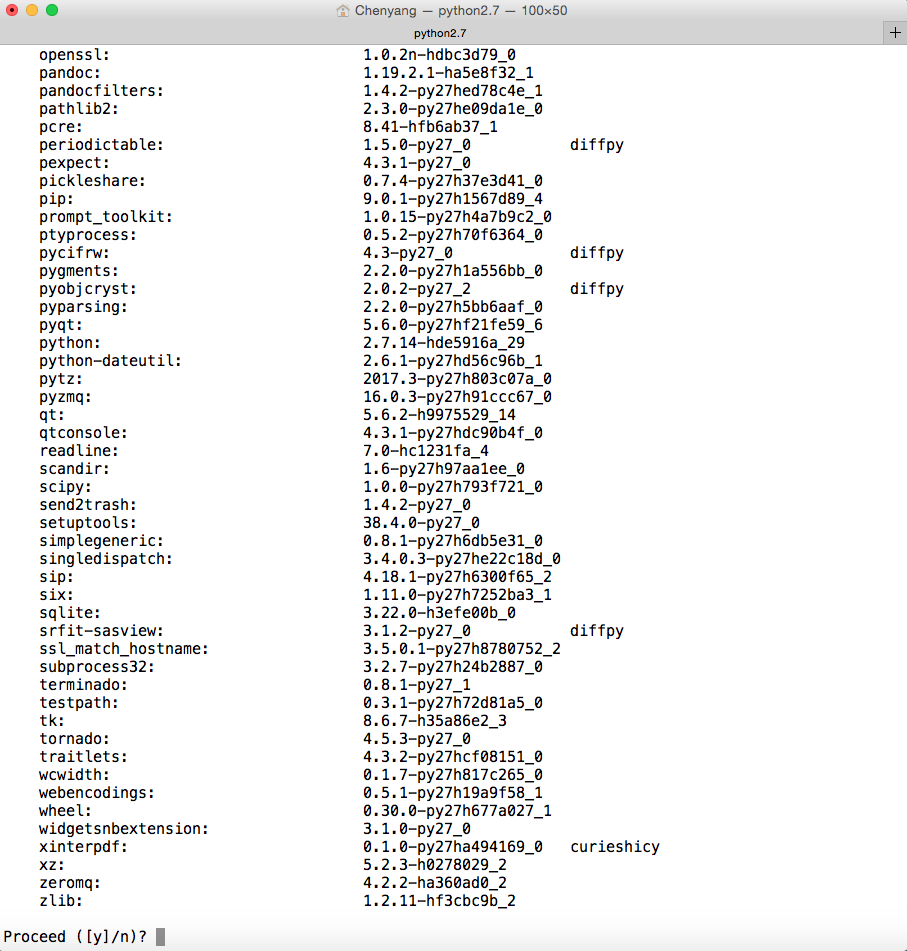 Chenyang — python2.7 — 100×50
python2.7
+
openssl: 1.0.2n-hdbc3d79_0
pandoc: 1.19.2.1-ha5e8f32_1
pandocfilters: 1.4.2-py27hed78c4e_1
pathlib2: 2.3.0-py27he09da1e_0
pcre: 8.41-hfb6ab37_1
periodictable: 1.5.0-py27_0 diffpy
pexpect: 4.3.1-py27_0
pickleshare: 0.7.4-py27h37e3d41_0
pip: 9.0.1-py27h1567d89_4
prompt_toolkit: 1.0.15-py27h4a7b9c2_0
ptyprocess: 0.5.2-py27h70f6364_0
pycifrw: 4.3-py27_0 diffpy
pygments: 2.2.0-py27h1a556bb_0
pyobjcryst: 2.0.2-py27_2 diffpy
pyparsing: 2.2.0-py27h5bb6aaf_0
pyqt: 5.6.0-py27hf21fe59_6
python: 2.7.14-hde5916a_29
python-dateutil: 2.6.1-py27hd56c96b_1
pytz: 2017.3-py27h803c07a_0
pyzmq: 16.0.3-py27h91ccc67_0
qt: 5.6.2-h9975529_14
qtconsole: 4.3.1-py27hdc90b4f_0
readline: 7.0-hc1231fa_4
scandir: 1.6-py27h97aa1ee_0
scipy: 1.0.0-py27h793f721_0
send2trash: 1.4.2-py27_0
setuptools: 38.4.0-py27_0
simplegeneric: 0.8.1-py27h6db5e31_0
singledispatch: 3.4.0.3-py27he22c18d_0
sip: 4.18.1-py27h6300f65_2
six: 1.11.0-py27h7252ba3_1
sqlite: 3.22.0-h3efe00b_0
srfit-sasview: 3.1.2-py27_0 diffpy
ssl_match_hostname: 3.5.0.1-py27h8780752_2
subprocess32: 3.2.7-py27h24b2887_0
terminado: 0.8.1-py27_1
testpath: 0.3.1-py27h72d81a5_0
tk: 8.6.7-h35a86e2_3
tornado: 4.5.3-py27_0
traitlets: 4.3.2-py27hcf08151_0
wcwidth: 0.1.7-py27h817c265_0
webencodings: 0.5.1-py27h19a9f58_1
wheel: 0.30.0-py27h677a027_1
widgetsnbextension: 3.1.0-py27_0
xinterpdf: 0.1.0-py27ha494169_0 curieshicy
xz: 5.2.3-h0278029_2
zeromq: 4.2.2-ha360ad0_2
zlib: 1.2.11-hf3cbc9b_2
Proceed ([y]/n)?